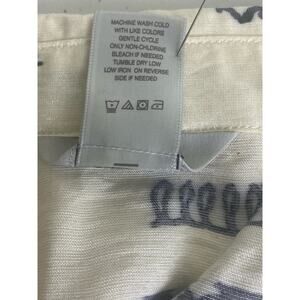 MACHINE WASH COLD
WITH LIKE COLORS
GENTLE CYCLE
ONLY NON-CHLORINE
BLEACH IF NEEDED
TUMBLE DRY LOW
LOW IRON ON REVERSE
SIDE IF NEEDED